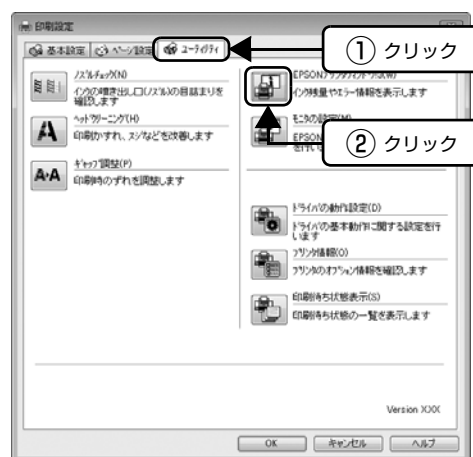 印刷設定
基本設定
ページ設定
ユーティリティ
① クリック
ノズルチェック(N)
インクの噴き出し口(ノズル)の目詰まりを
確認します
ヘッドクリーニング(H)
印刷かすれ、スジなどを改善します
ギャップ調整(P)
印刷時のずれを調整します
EPSON
インク残量やエラー情報を表示します
モニタの設定(M)
EPSON
② クリック
ドライバの動作設定(D)
ドライバの基本動作に関する設定を行
います
プリンタ情報(O)
プリンタのオプション情報を確認します
印刷待ち状態表示(S)
印刷待ち状態の一覧を表示します
Version X.XX
OK
キャンセル
ヘルプ